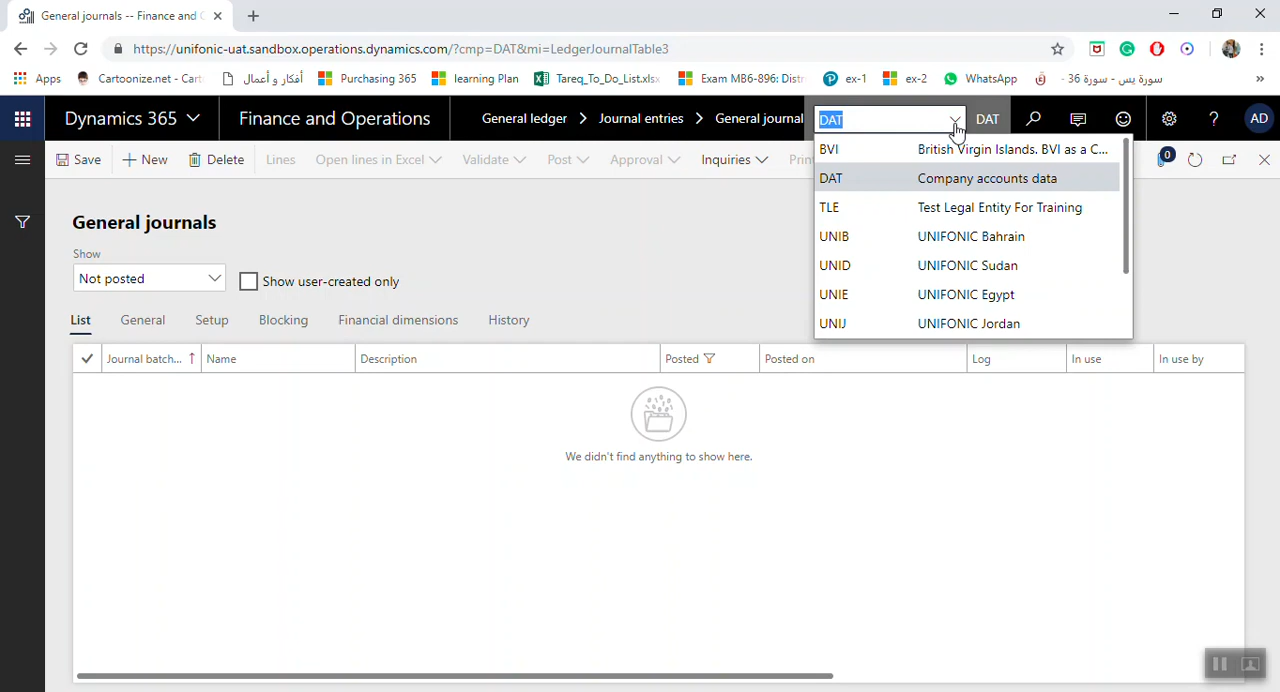 General journals -- Finance and O
https://unifonic-uat.sandbox.operations.dynamics.com/?cmp=DAT&mi=LedgerJournalTable3
Apps
Cartoonize.net - Cart
أفكار و أعمال
Purchasing 365
learning Plan
Tareq_To_Do_List.xlsx
Exam MB6-896: Distr
ex-1
ex-2
WhatsApp
سورة يس - سورة 36 -
»
Dynamics 365
Finance and Operations
General ledger > Journal entries > General journal
DAT
DAT
?
AD
Save
New
Delete
Lines
Open lines in Excel
Validate
Post
Approval
Inquiries
Prin
0
BVI British Virgin Islands. BVI as a C...
DAT Company accounts data
TLE Test Legal Entity For Training
UNIB UNIFONIC Bahrain
UNID UNIFONIC Sudan
UNIE UNIFONIC Egypt
UNIJ UNIFONIC Jordan
General journals
Show
Not posted
Show user-created only
List
General
Setup
Blocking
Financial dimensions
History
Journal batch...
Name
Description
Posted
Posted on
Log
In use
In use by
We didn't find anything to show here.